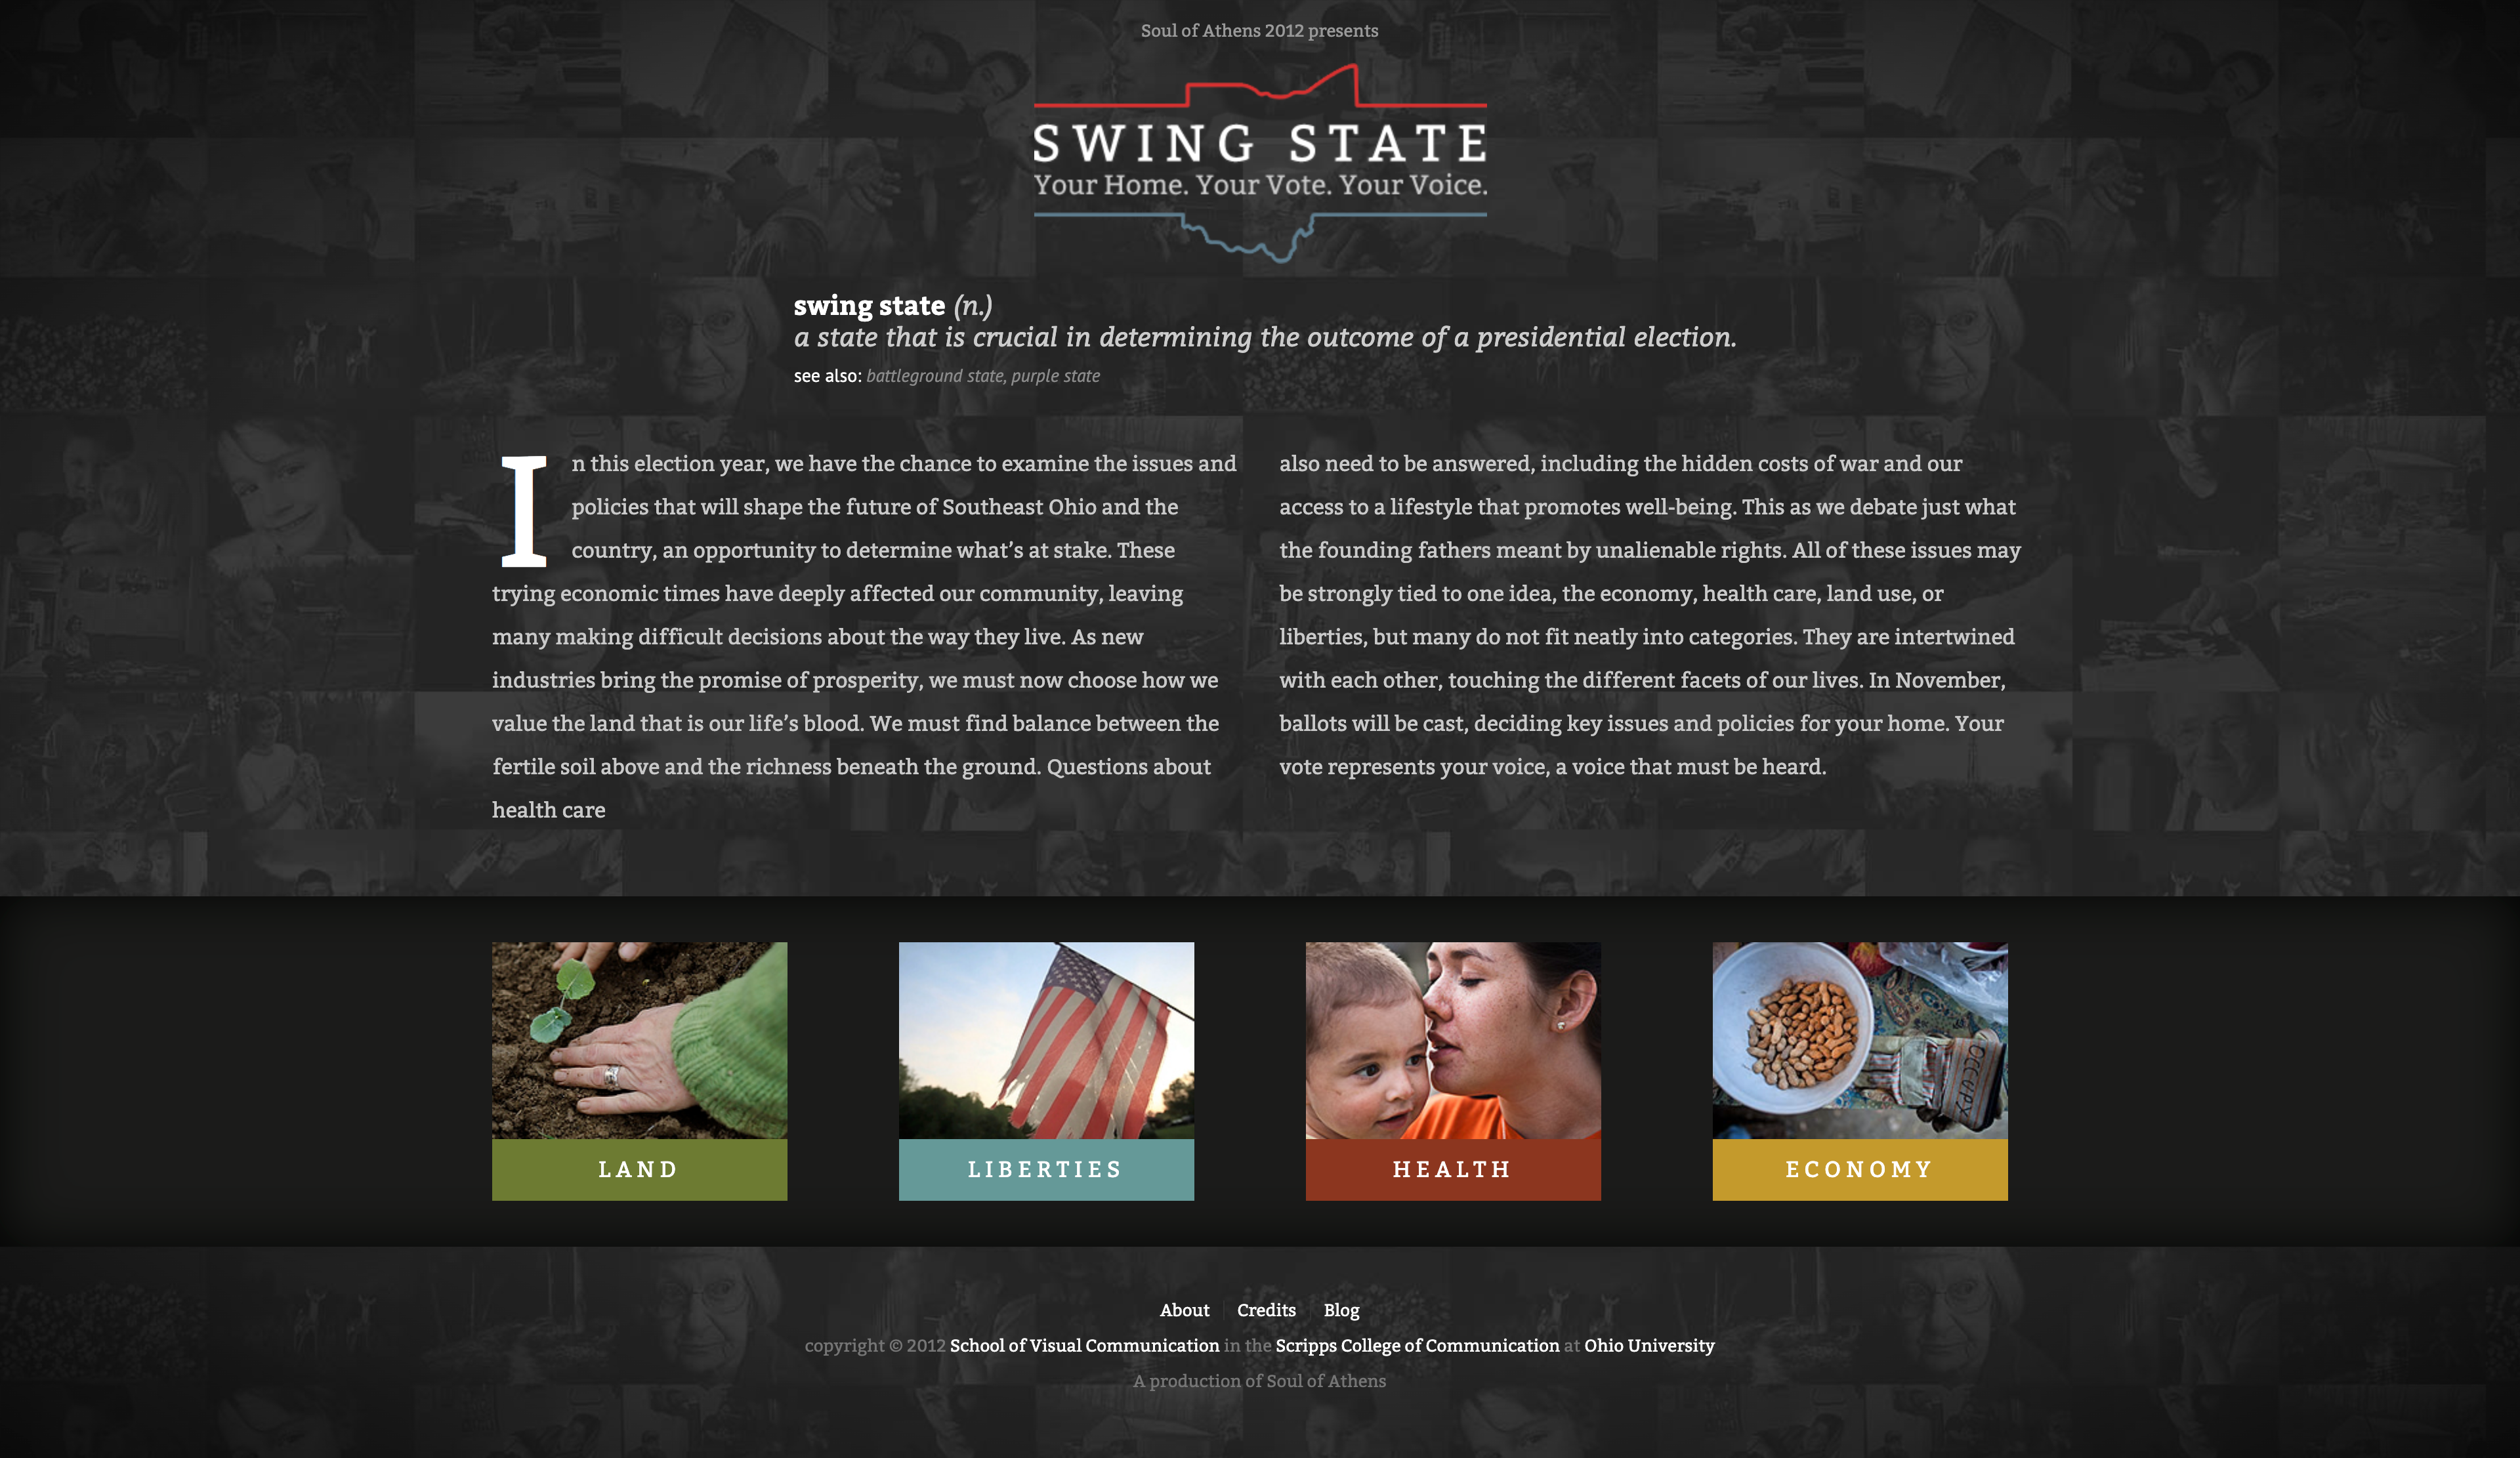 Soul of Athens 2012 presents
SWING STATE
Your Home. Your Vote. Your Voice.
swing state (n.)
a state that is crucial in determining the outcome of a presidential election.
see also: battleground state, purple state
In this election year, we have the chance to examine the issues and
policies that will shape the future of Southeast Ohio and the
country, an opportunity to determine what’s at stake. These
trying economic times have deeply affected our community, leaving
many making difficult decisions about the way they live. As new
industries bring the promise of prosperity, we must now choose how we
value the land that is our life’s blood. We must find balance between the
fertile soil above and the richness beneath the ground. Questions about
health care
also need to be answered, including the hidden costs of war and our
access to a lifestyle that promotes well-being. This as we debate just what
the founding fathers meant by unalienable rights. All of these issues may
be strongly tied to one idea, the economy, health care, land use, or
liberties, but many do not fit neatly into categories. They are intertwined
with each other, touching the different facets of our lives. In November,
ballots will be cast, deciding key issues and policies for your home. Your
vote represents your voice, a voice that must be heard.
OCCUPY
LAND
LIBERTIES
HEALTH
ECONOMY
About Credits Blog
copyright © 2012 School of Visual Communication in the Scripps College of Communication at Ohio University
A production of Soul of Athens